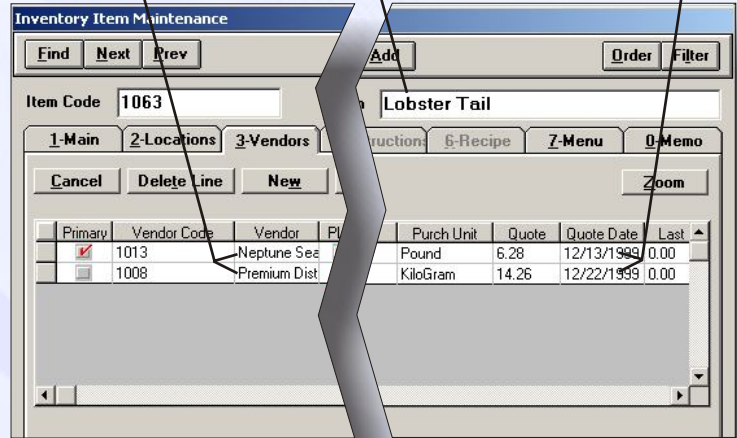 Inventory Item Maintenance
Find Next Prev Add Order Filter
Item Code 1063 Lobster Tail
1-Main 2-Locations 3-Vendors 6-Recipe 7-Menu 0-Memo
Cancel Delete Line New Zoom
Primary Vendor Code Vendor Purch Unit Quote Quote Date Last
1013 Neptune Sea Pound 6.28 12/13/1999 0.00
1008 Premium Dist KiloGram 14.26 12/22/1999 0.00